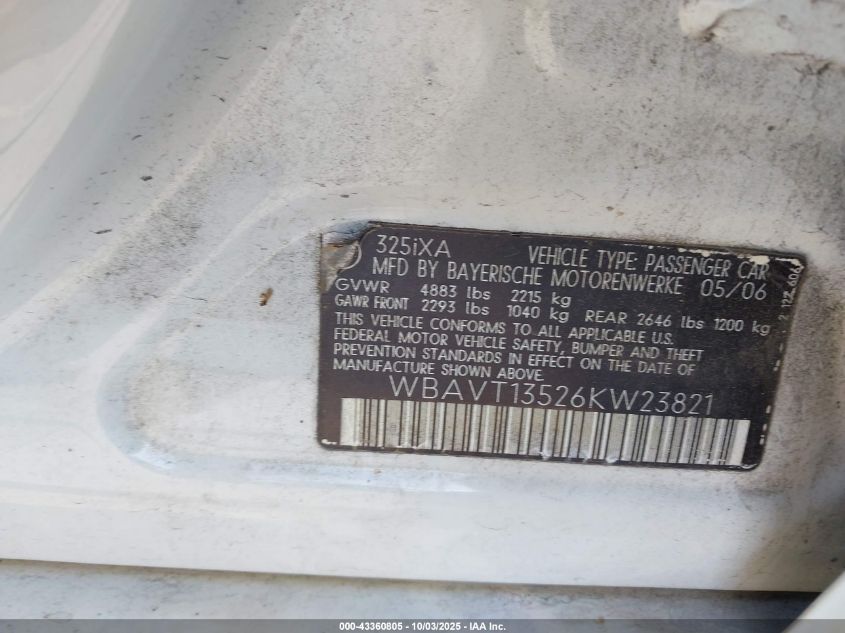 325iXA VEHICLE TYPE: PASSENGER CAR
MFD BY BAYERISCHE MOTORENWERKE 05/06
GVWR 4883 lbs 2215 kg
GAWR FRONT 2293 lbs 1040 kg REAR 2646 lbs 1200 kg
THIS VEHICLE CONFORMS TO ALL APPLICABLE U.S.
FEDERAL MOTOR VEHICLE SAFETY, BUMPER AND THEFT
PREVENTION STANDARDS IN EFFECT ON THE DATE OF
MANUFACTURE SHOWN ABOVE.
WBAVT13526KW23821
000-43360805 - 10/03/2025 - IAA Inc.